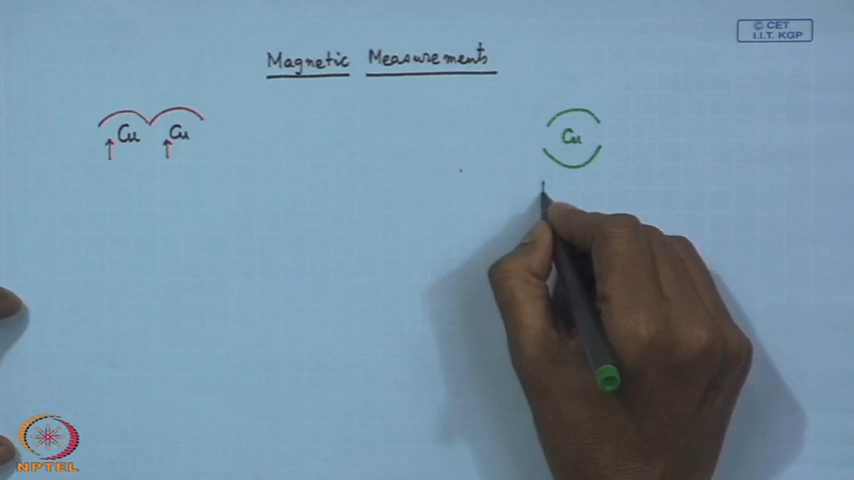 © CET
I.I.T. KGP
Magnetic Measurements
Cu Cu
Cu
NPTEL